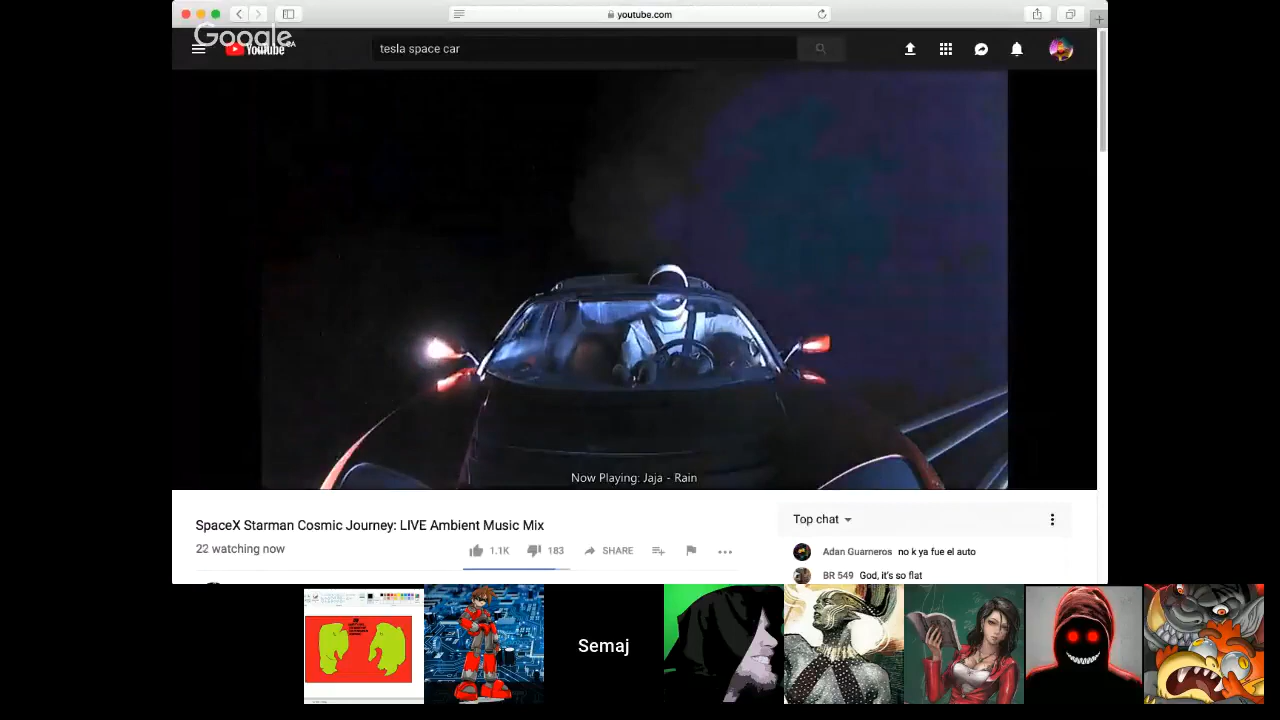 youtube.com
Google
YouTube CA
tesla space car
Now Playing: Jaja - Rain
SpaceX Starman Cosmic Journey: LIVE Ambient Music Mix
22 watching now
1.1K
183
SHARE
Top chat
Adan Guarneros no k ya fue el auto
BR 549 God, it's so flat
Semaj